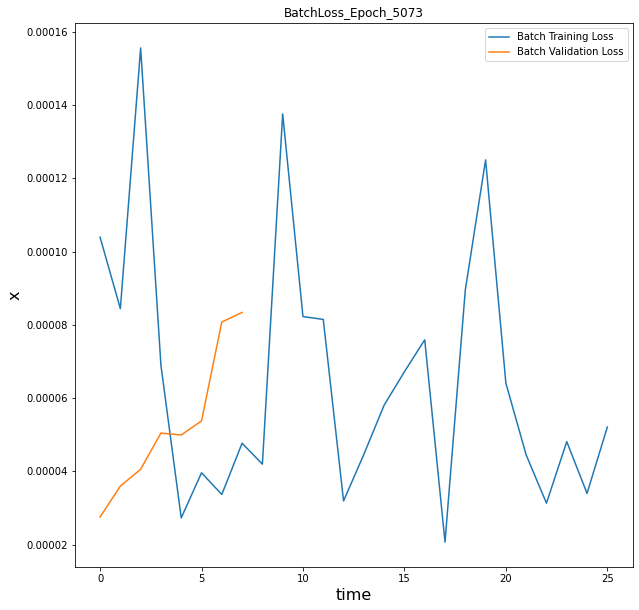 BatchLoss_Epoch_5073
Batch Training Loss
Batch Validation Loss
0.00016
0.00014
0.00012
0.00010
0.00008
0.00006
0.00004
0.00002
x
0 5 10 15 20 25
time